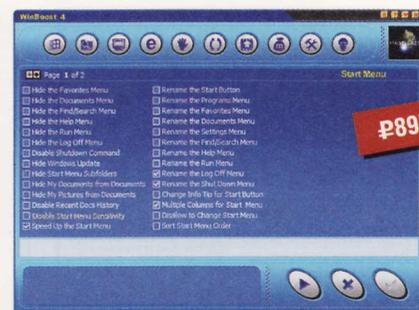 WinBoost 4
Page 1 of 2
Start Menu
Hide the Favorites Menu
Hide the Documents Menu
Hide the Find/Search Menu
Hide the Help Menu
Hide the Run Menu
Hide the Log Off Menu
Disable Shutdown Command
Hide Windows Update
Hide Start Menu Subfolders
Hide My Documents from Documents
Hide My Pictures from Documents
Disable Recent Docs History
Disable Start Menu Sensitivity
Speed Up the Start Menu
Rename the Start Button
Rename the Programs Menu
Rename the Favorites Menu
Rename the Documents Menu
Rename the Settings Menu
Rename the Find/Search Menu
Rename the Help Menu
Rename the Run Menu
Rename the Log Off Menu
Rename the Shut Down Menu
Change Info Tip for Start Button
Multiple Columns for Start Menu
Disallow to Change Start Menu
Sort Start Menu Order
₽89